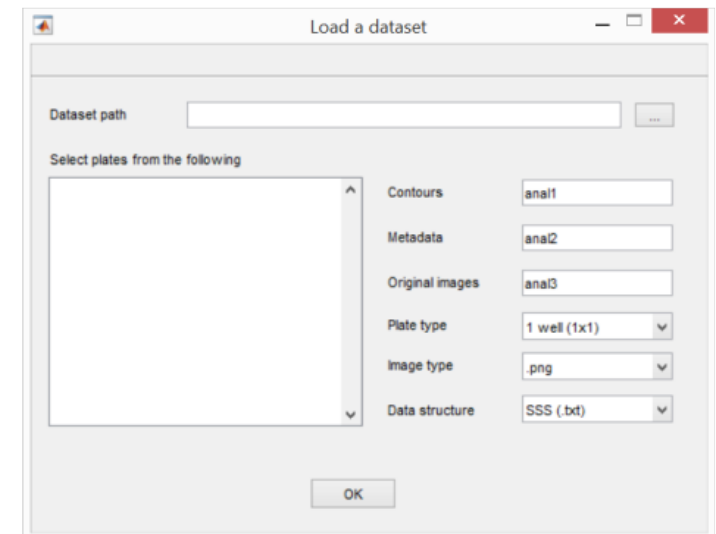 Load a dataset
Dataset path
...
Select plates from the following
Contours anal1
Metadata anal2
Original images anal3
Plate type 1 well (1x1)
Image type .png
Data structure SSS (.txt)
OK